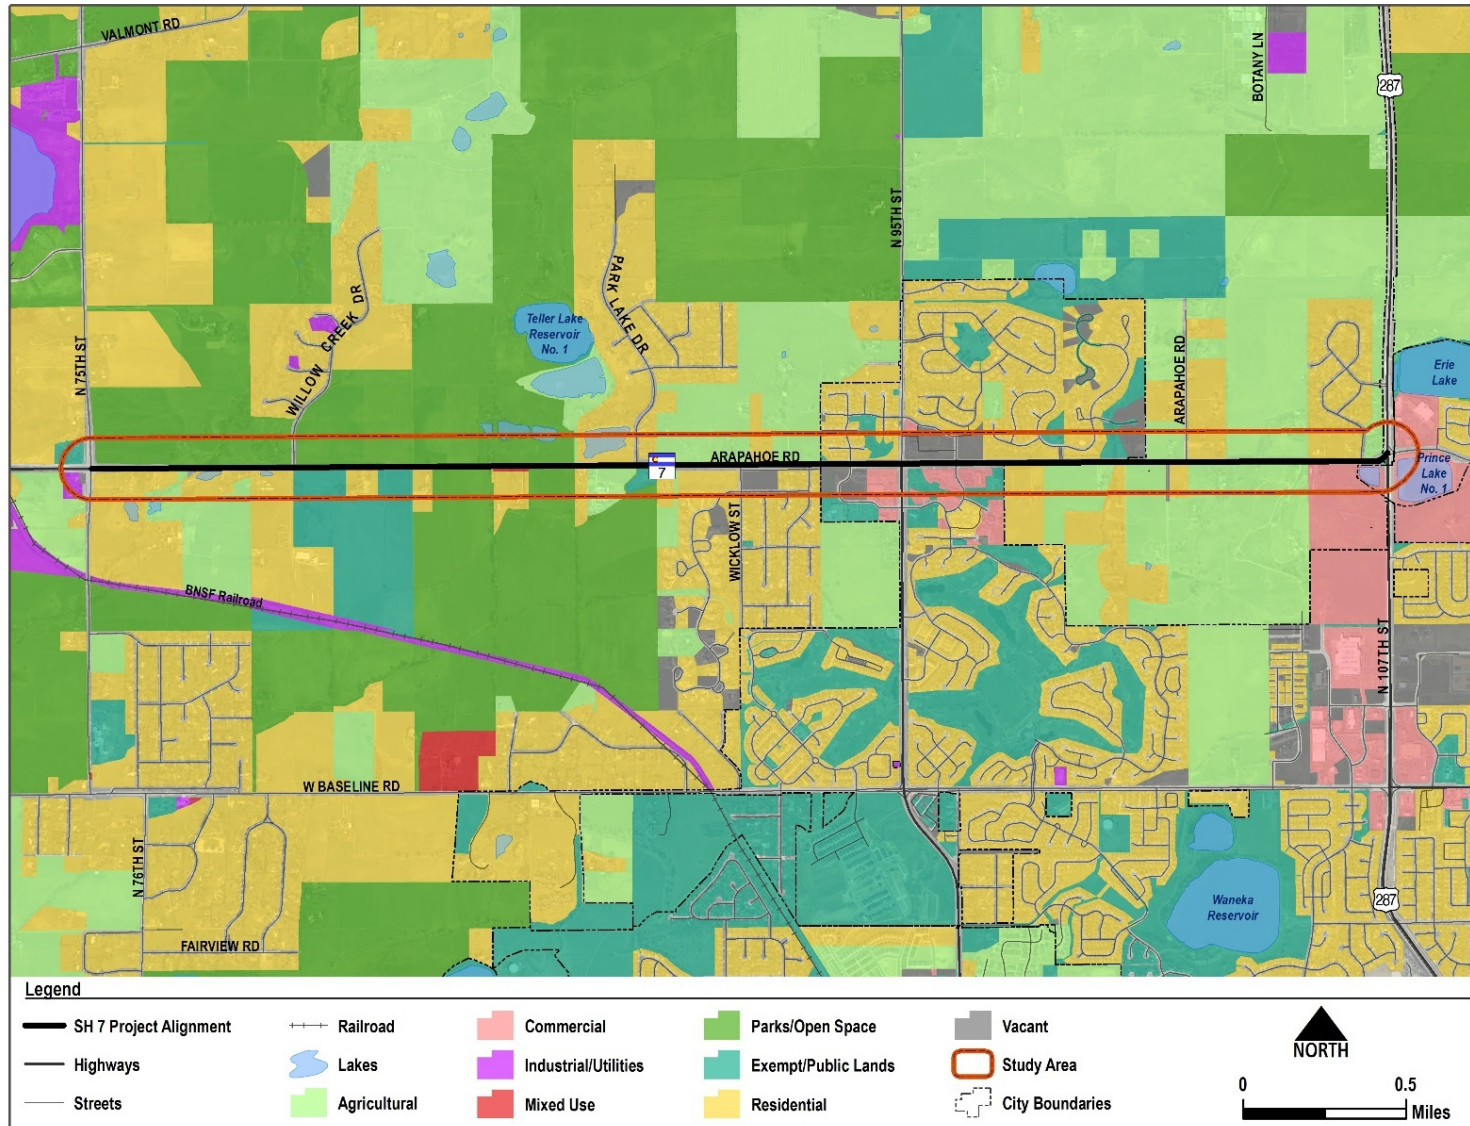 VALMONT RD
BOTANY LN
287
N 95TH ST
PARK LAKE DR
WILLOW CREEK DR
Teller Lake
Reservoir
No. 1
N 75TH ST
ARAPAHOE RD
Erie
Lake
ARAPAHOE RD
7
Prince
Lake
No. 1
WICKLOW ST
BNSF Railroad
N 107TH ST
W BASELINE RD
N 76TH ST
Waneka
Reservoir
287
FAIRVIEW RD
Legend
SH 7 Project Alignment
Railroad
Commercial
Parks/Open Space
Vacant
Highways
Lakes
Industrial/Utilities
Exempt/Public Lands
Study Area
Streets
Agricultural
Mixed Use
Residential
City Boundaries
NORTH
0 0.5
Miles